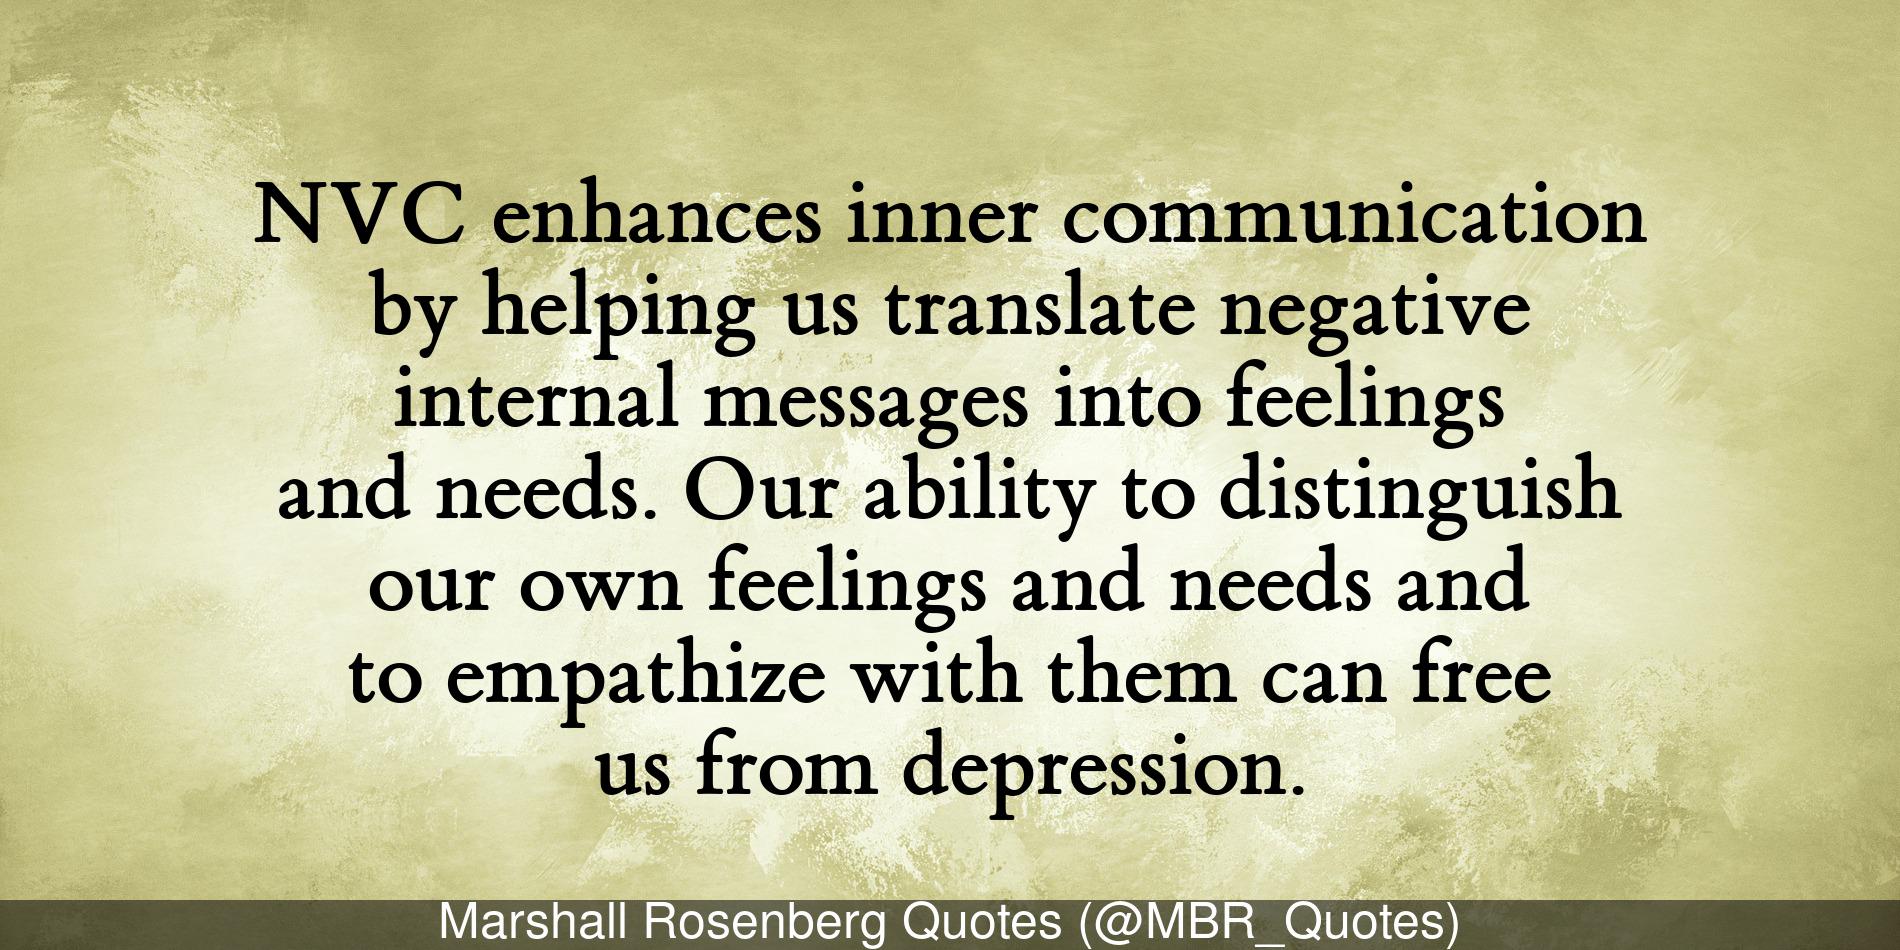 NVC enhances inner communication
by helping us translate negative
internal messages into feelings
and needs. Our ability to distinguish
our own feelings and needs and
to empathize with them can free
us from depression.
Marshall Rosenberg Quotes (@MBR_Quotes)